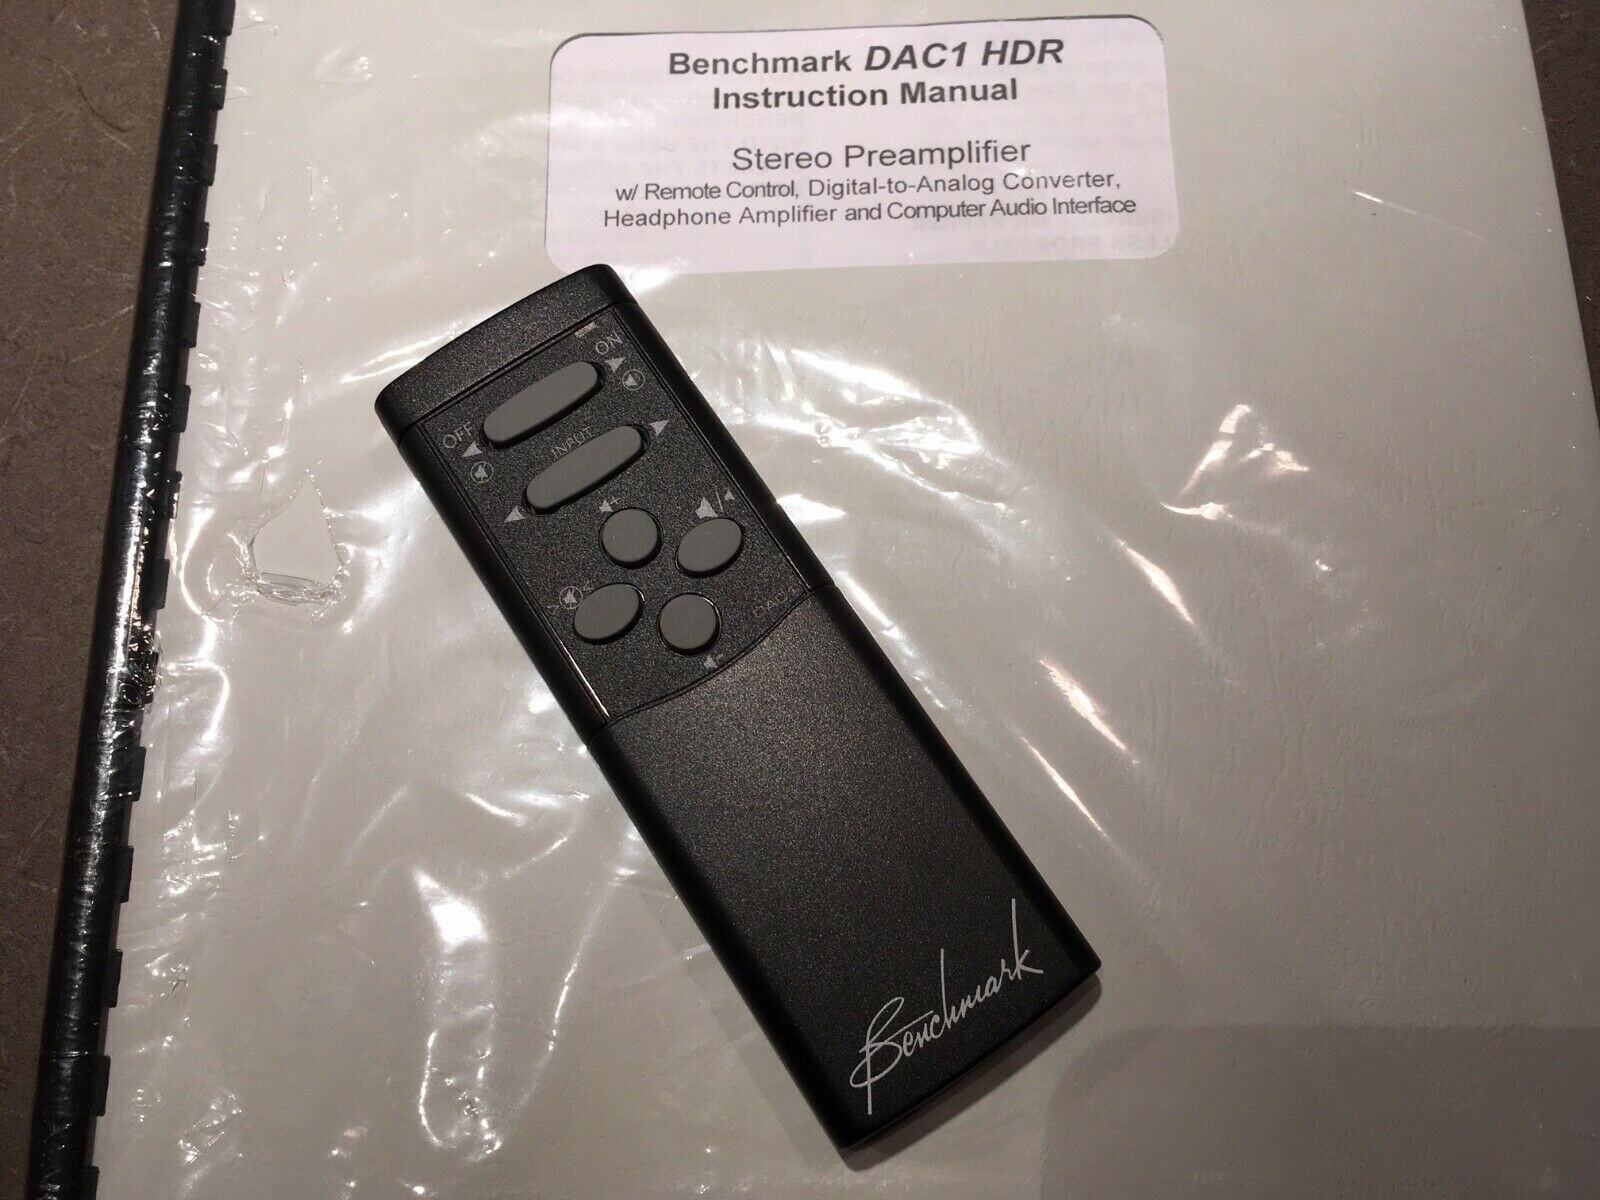 Benchmark DAC1 HDR
Instruction Manual
Stereo Preamplifier
w/ Remote Control, Digital-to-Analog Converter,
Headphone Amplifier and Computer Audio Interface
ON
OFF
INPUT
+
/
DAC1
-
Benchmark